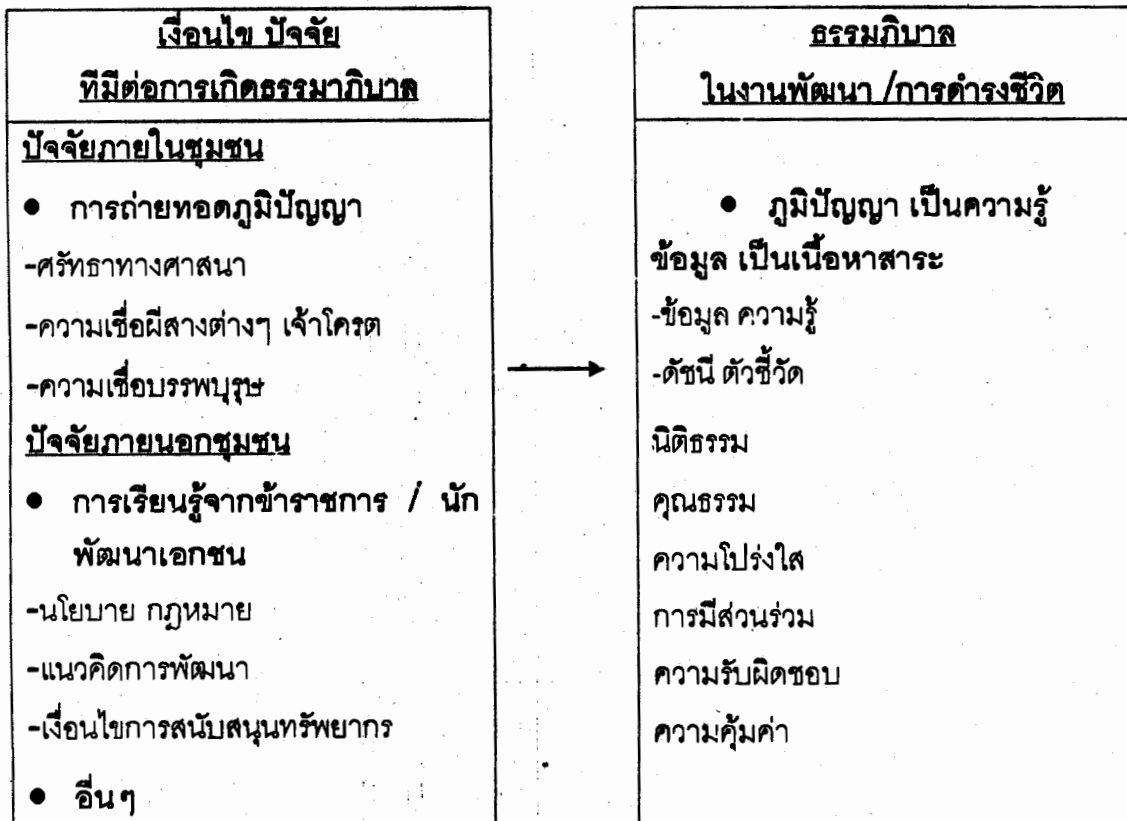 เงื่อนไข ปัจจัย
ที่มีต่อการเกิดธรรมาภิบาล
ปัจจัยภายในชุมชน
● การถ่ายทอดภูมิปัญญา
-ศรัทธาทางศาสนา
-ความเชื่อผีสางต่างๆ เจ้าโครต
-ความเชื่อบรรพบุรุษ
ปัจจัยภายนอกชุมชน
● การเรียนรู้จากข้าราชการ / นัก
พัฒนาเอกชน
-นโยบาย กฎหมาย
-แนวคิดการพัฒนา
-เงื่อนไขการสนับสนุนทรัพยากร
● อื่นๆ
ธรรมภิบาล
ในงานพัฒนา /การดำรงชีวิต
● ภูมิปัญญา เป็นความรู้
ข้อมูล เป็นเนื้อหาสาระ
-ข้อมูล ความรู้
-ดัชนี ตัวชี้วัด
นิติธรรม
คุณธรรม
ความโปร่งใส
การมีส่วนร่วม
ความรับผิดชอบ
ความคุ้มค่า